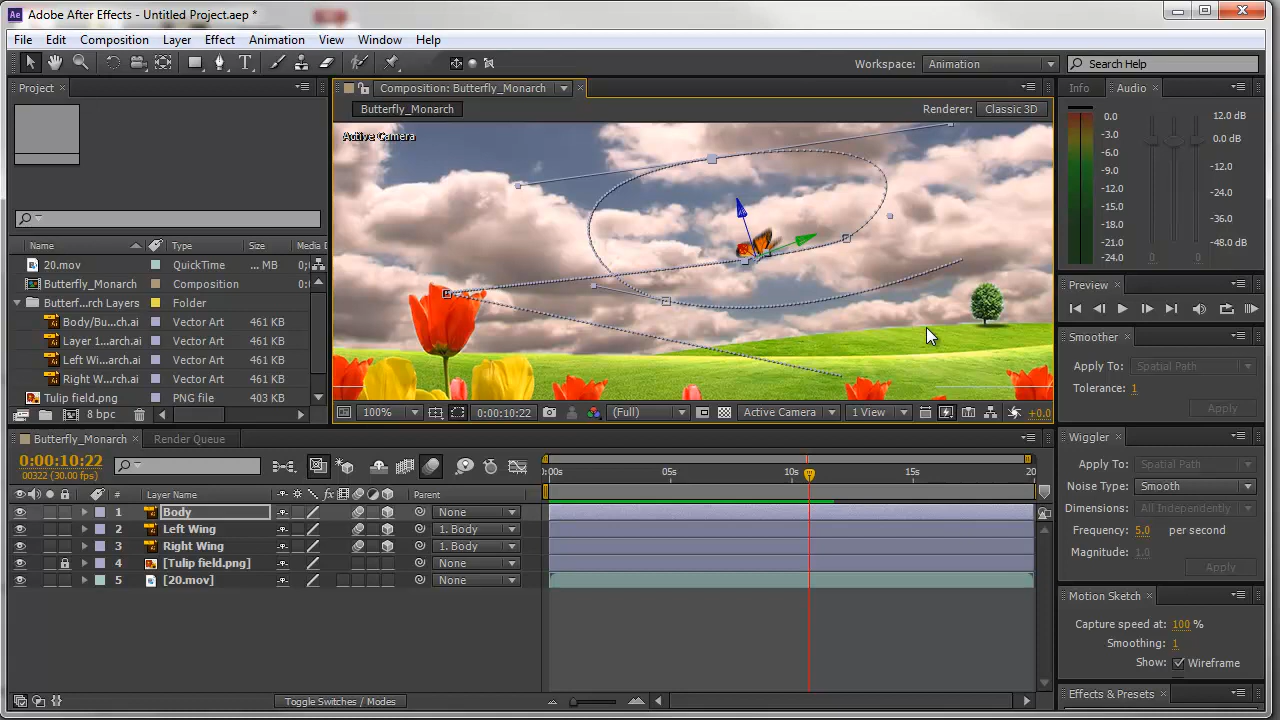 Adobe After Effects - Untitled Project.aep *
File Edit Composition Layer Effect Animation View Window Help
Workspace: Animation Search Help
Project
Composition: Butterfly_Monarch
Info Audio
Butterfly_Monarch
Renderer: Classic 3D
Active Camera
0.0 12.0 dB
-3.0 0.0 dB
-6.0
-9.0 -12.0
-12.0
-15.0 -24.0
-18.0 -36.0
-21.0 -48.0
-24.0 0 0
Name Type Size Media D
20.mov QuickTime ... MB 0;
Butterfly_Monarch Composition 0;
Butterf...rch Layers Folder
Body/Bu...ch.ai Vector Art 461 KB
Layer 1...arch.ai Vector Art 461 KB
Left Wi...arch.ai Vector Art 461 KB
Right W...rch.ai Vector Art 461 KB
Tulip field.png PNG file 403 KB
8 bpc
100% 0:00:10:22 (Full) Active Camera 1 View +0.0
Preview
Smoother
Apply To: Spatial Path
Tolerance: 1
Apply
Butterfly_Monarch Render Queue
0:00:10:22
00322 (30.00 fps)
:00s 05s 10s 15s 20
# Layer Name fx Parent
1 Body None
2 Left Wing 1. Body
3 Right Wing 1. Body
4 [Tulip field.png] None
5 [20.mov] None
Toggle Switches / Modes
Wiggler
Apply To: Spatial Path
Noise Type: Smooth
Dimensions: All Independently
Frequency: 5.0 per second
Magnitude: 1.0
Apply
Motion Sketch
Capture speed at: 100 %
Smoothing: 1
Show: Wireframe
Effects & Presets